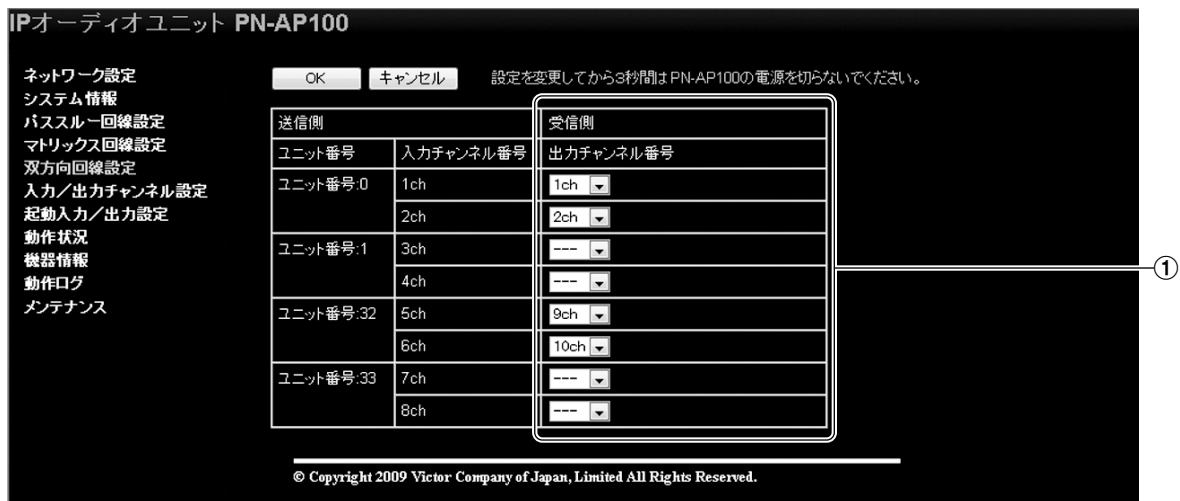 IPオーディオユニット PN-AP100
ネットワーク設定
システム情報
パススルー回線設定
マトリックス回線設定
双方向回線設定
入力／出力チャンネル設定
起動入力／出力設定
動作状況
機器情報
動作ログ
メンテナンス
OK キャンセル 設定を変更してから3秒間はPN-AP100の電源を切らないでください。
送信側 受信側
ユニット番号 入力チャンネル番号 出力チャンネル番号
ユニット番号:0 1ch 1ch
2ch 2ch
ユニット番号:1 3ch ---
4ch ---
ユニット番号:32 5ch 9ch
6ch 10ch
ユニット番号:33 7ch ---
8ch ---
①
© Copyright 2009 Victor Company of Japan, Limited All Rights Reserved.